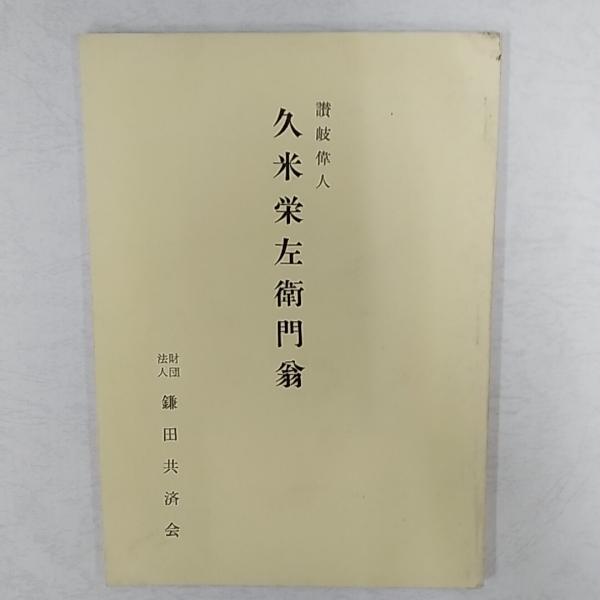 讃岐偉人
久米栄左衛門翁
財団
法人
鎌田共済会